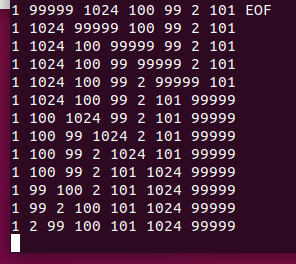 1 99999 1024 100 99 2 101 EOF
1 1024 99999 100 99 2 101
1 1024 100 99999 99 2 101
1 1024 100 99 99999 2 101
1 1024 100 99 2 99999 101
1 1024 100 99 2 101 99999
1 100 1024 99 2 101 99999
1 100 99 1024 2 101 99999
1 100 99 2 1024 101 99999
1 100 99 2 101 1024 99999
1 99 100 2 101 1024 99999
1 99 2 100 101 1024 99999
1 2 99 100 101 1024 99999